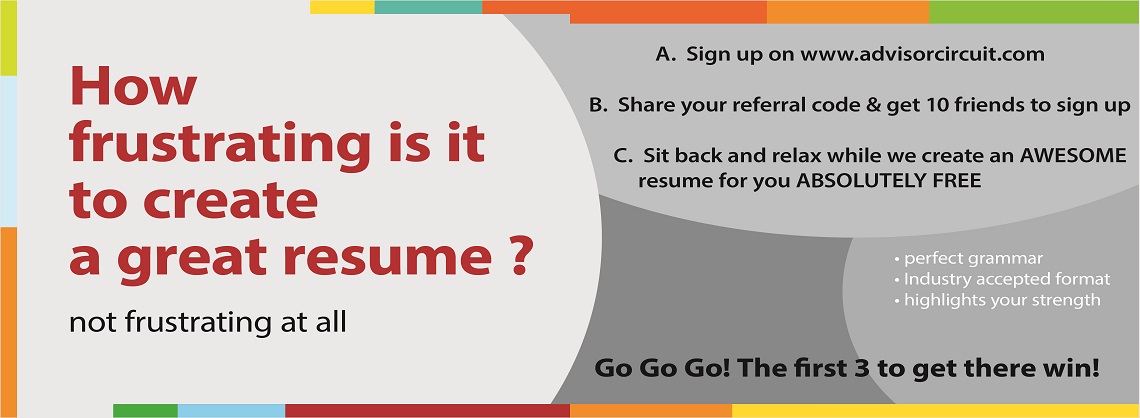 How
frustrating is it
to create
a great resume ?
not frustrating at all
A. Sign up on www.advisorcircuit.com
B. Share your referral code & get 10 friends to sign up
C. Sit back and relax while we create an AWESOME
resume for you ABSOLUTELY FREE
• perfect grammar
• Industry accepted format
• highlights your strength
Go Go Go! The first 3 to get there win!